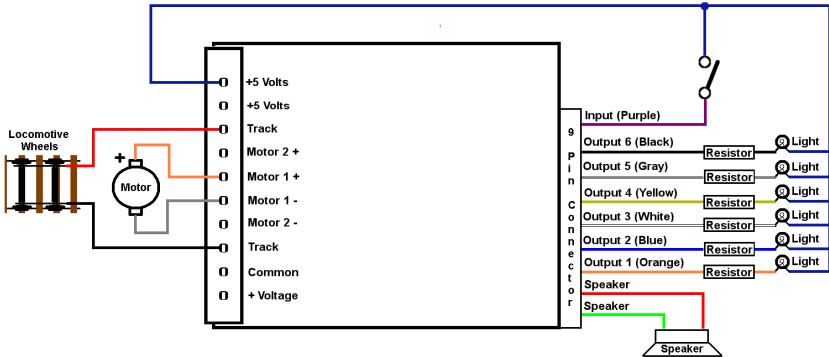 +5 Volts
+5 Volts
Track
Motor 2 +
Motor 1 +
Motor 1 -
Motor 2 -
Track
Common
+ Voltage
Locomotive
Wheels
+
Motor
9 Pin Connector
Input (Purple)
Output 6 (Black)
Output 5 (Gray)
Output 4 (Yellow)
Output 3 (White)
Output 2 (Blue)
Output 1 (Orange)
Speaker
Speaker
Resistor
Light
Resistor
Light
Resistor
Light
Resistor
Light
Resistor
Light
Resistor
Light
Speaker